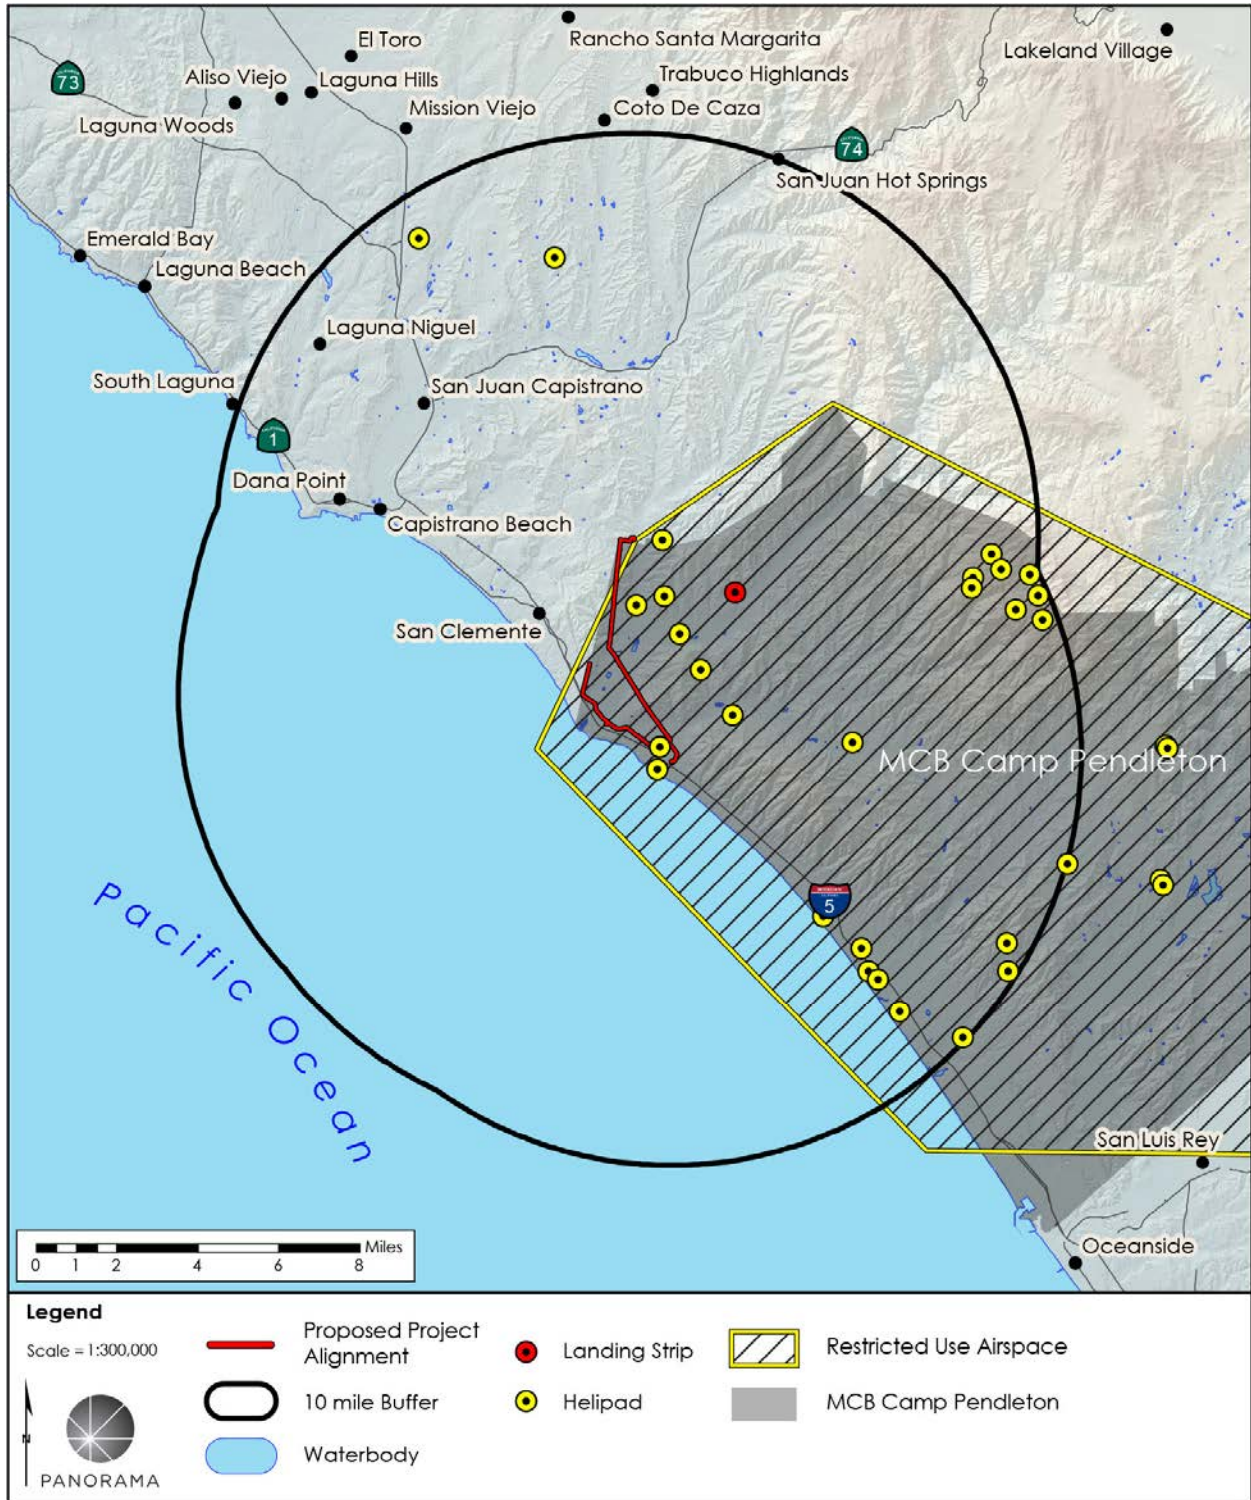 El Toro
Rancho Santa Margarita
Lakeland Village
73
Aliso Viejo
Laguna Hills
Trabuco Highlands
Laguna Woods
Mission Viejo
Coto De Caza
74
San Juan Hot Springs
Emerald Bay
Laguna Beach
Laguna Niguel
South Laguna
San Juan Capistrano
1
Dana Point
Capistrano Beach
San Clemente
MCB Camp Pendleton
5
Pacific Ocean
San Luis Rey
Oceanside
Miles
0 1 2 4 6 8
Legend
Scale = 1:300,000
N
PANORAMA
Proposed Project
Alignment
10 mile Buffer
Waterbody
Landing Strip
Helipad
Restricted Use Airspace
MCB Camp Pendleton